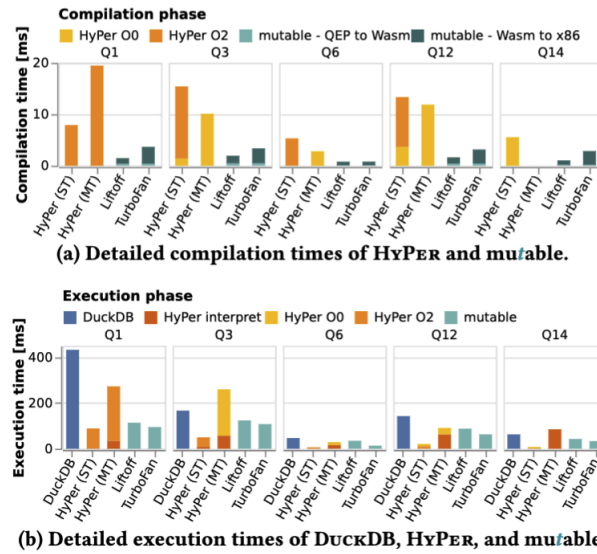 Compilation phase
HyPer O0 HyPer O2 mutable - QEP to Wasm mutable - Wasm to x86
Q1 Q3 Q6 Q12 Q14
Compilation time [ms]
20
10
0
HyPer (ST) HyPer (MT) Liftoff TurboFan HyPer (ST) HyPer (MT) Liftoff TurboFan HyPer (ST) HyPer (MT) Liftoff TurboFan HyPer (ST) HyPer (MT) Liftoff TurboFan HyPer (ST) HyPer (MT) Liftoff TurboFan
(a) Detailed compilation times of HyPER and mutable.
Execution phase
DuckDB HyPer interpret HyPer O0 HyPer O2 mutable
Q1 Q3 Q6 Q12 Q14
Execution time [ms]
400
200
0
DuckDB HyPer (ST) HyPer (MT) Liftoff TurboFan DuckDB HyPer (ST) HyPer (MT) Liftoff TurboFan DuckDB HyPer (ST) HyPer (MT) Liftoff TurboFan DuckDB HyPer (ST) HyPer (MT) Liftoff TurboFan DuckDB HyPer (ST) HyPer (MT) Liftoff TurboFan
(b) Detailed execution times of DuckDB, HyPER, and mutable